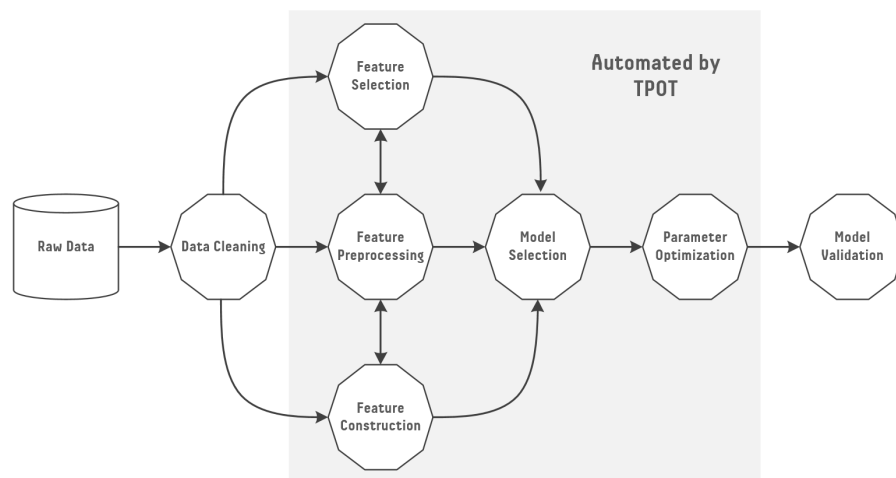 Automated by
TPOT
Feature
Selection
Raw Data
Data Cleaning
Feature
Preprocessing
Model
Selection
Parameter
Optimization
Model
Validation
Feature
Construction